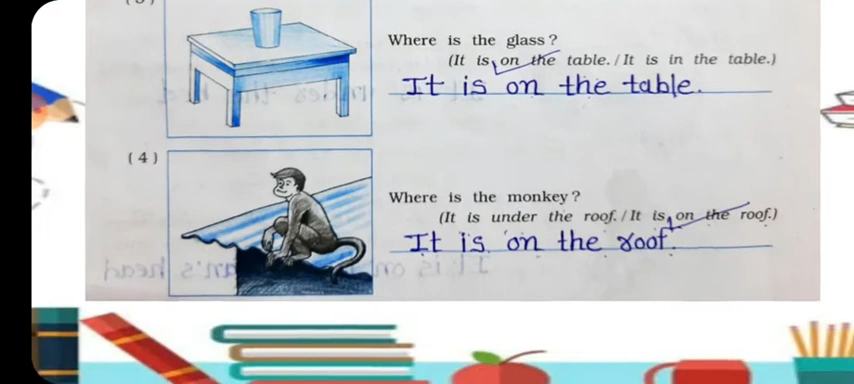 Where is the glass?
(It is on the table. / It is in the table.)
It is on the table.
(4)
Where is the monkey?
(It is under the roof. / It is on the roof.)
It is on the roof.